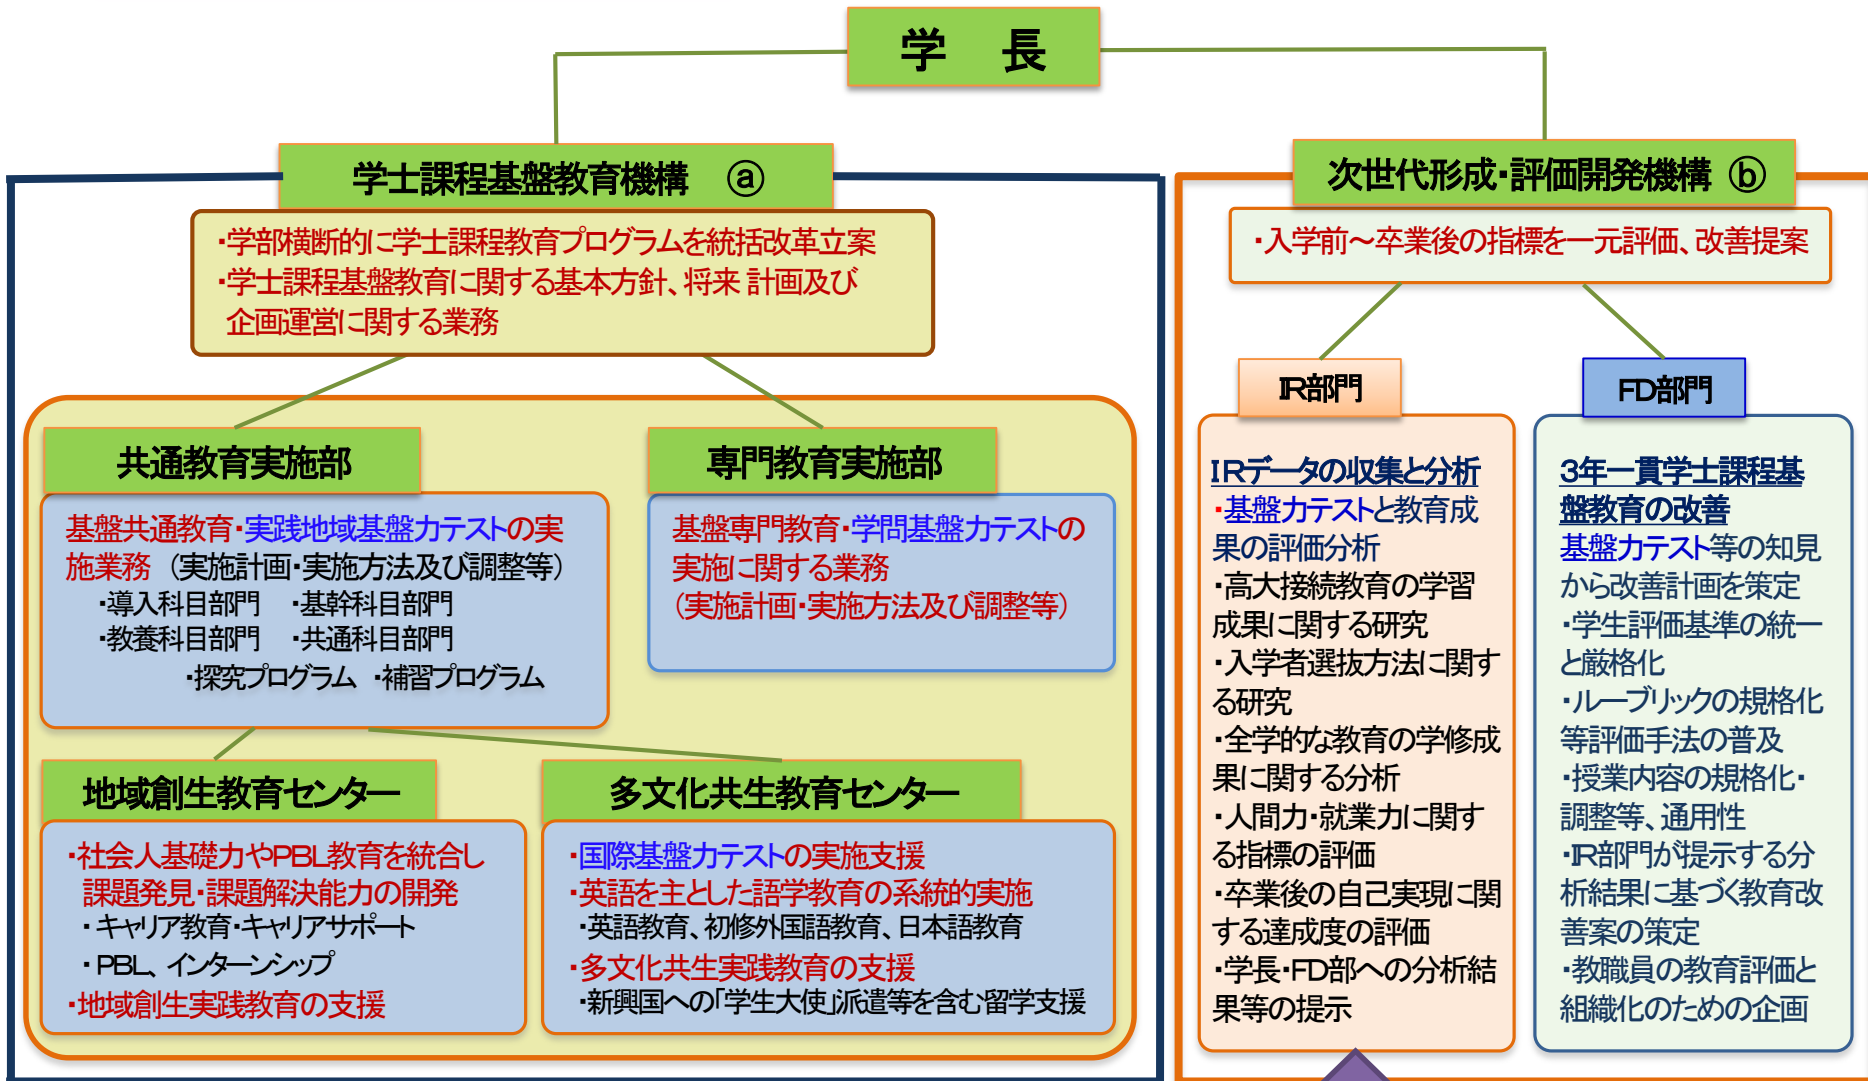 学　長
学士課程基盤教育機構　ⓐ
・学部横断的に学士課程教育プログラムを統括改革立案
・学士課程基盤教育に関する基本方針、将来 計画及び
企画運営に関する業務
共通教育実施部
基盤共通教育・実践地域基盤力テストの実
施業務 （実施計画・実施方法及び調整等）
・導入科目部門　・基幹科目部門
・教養科目部門　・共通科目部門
・探究プログラム ・補習プログラム
専門教育実施部
基盤専門教育・学問基盤力テストの
実施に関する業務
（実施計画・実施方法及び調整等）
地域創生教育センター
・社会人基礎力やPBL教育を統合し
課題発見・課題解決能力の開発
・キャリア教育・キャリアサポート
・PBL、インターンシップ
・地域創生実践教育の支援
多文化共生教育センター
・国際基盤力テストの実施支援
・英語を主とした語学教育の系統的実施
・英語教育、初修外国語教育、日本語教育
・多文化共生実践教育の支援
・新興国への「学生大使」派遣等を含む留学支援
次世代形成・評価開発機構 ⓑ
・入学前～卒業後の指標を一元評価、改善提案
IR部門
IRデータの収集と分析
・基盤力テストと教育成
果の評価分析
・高大接続教育の学習
成果に関する研究
・入学者選抜方法に関す
る研究
・全学的な教育の学修成
果に関する分析
・人間力・就業力に関す
る指標の評価
・卒業後の自己実現に関
する達成度の評価
・学長・FD部への分析結
果等の提示
FD部門
3年一貫学士課程基
盤教育の改善
基盤力テスト等の知見
から改善計画を策定
・学生評価基準の統一
と厳格化
・ルーブリックの規格化
等評価手法の普及
・授業内容の規格化・
調整等、通用性
・IR部門が提示する分
析結果に基づく教育改
善案の策定
・教職員の教育評価と
組織化のための企画